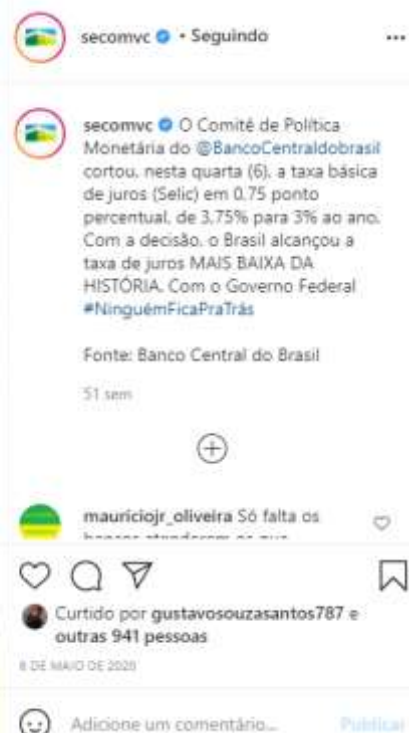 secomvc • Seguindo
secomvc O Comitê de Política
Monetária do @BancoCentraldobrasil
cortou, nesta quarta (6), a taxa básica
de juros (Selic) em 0,75 ponto
percentual, de 3,75% para 3% ao ano.
Com a decisão, o Brasil alcançou a
taxa de juros MAIS BAIXA DA
HISTÓRIA. Com o Governo Federal
#NinguémFicaPraTrás
Fonte: Banco Central do Brasil
51 sem
mauriciojr_oliveira Só falta os
Curtido por gustavosouzasantos787 e
outras 941 pessoas
DE MAIO DE 2020
Adicione um comentário...
Publicar